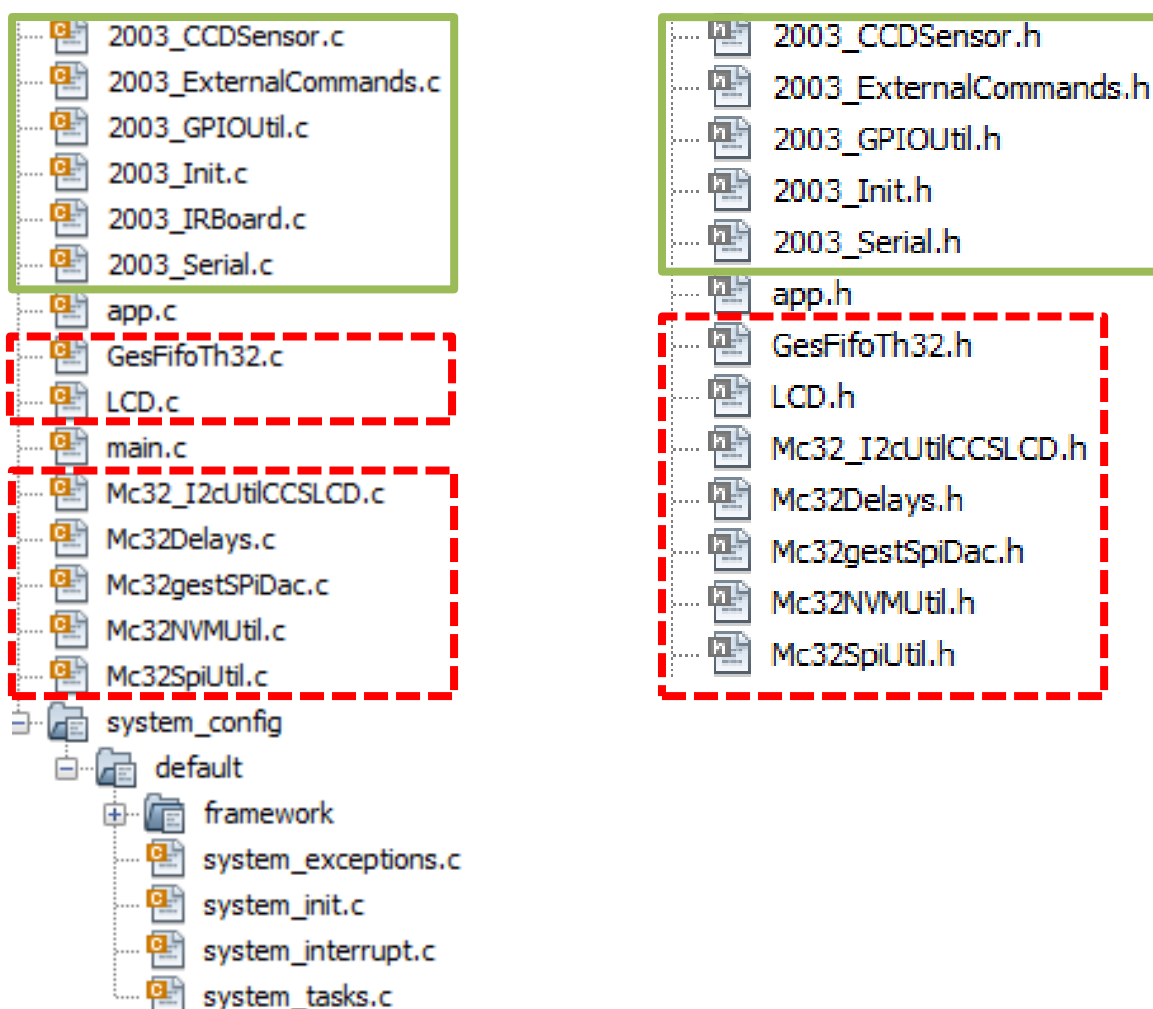 2003_CCDSensor.c
2003_ExternalCommands.c
2003_GPIOUtil.c
2003_Init.c
2003_IRBoard.c
2003_Serial.c
app.c
GesFifoTh32.c
LCD.c
main.c
Mc32_I2cUtilCCSLCD.c
Mc32Delays.c
Mc32gestSPiDac.c
Mc32NVMUtil.c
Mc32SpiUtil.c
system_config
default
framework
system_exceptions.c
system_init.c
system_interrupt.c
system_tasks.c
2003_CCDSensor.h
2003_ExternalCommands.h
2003_GPIOUtil.h
2003_Init.h
2003_Serial.h
app.h
GesFifoTh32.h
LCD.h
Mc32_I2cUtilCCSLCD.h
Mc32Delays.h
Mc32gestSpiDac.h
Mc32NVMUtil.h
Mc32SpiUtil.h